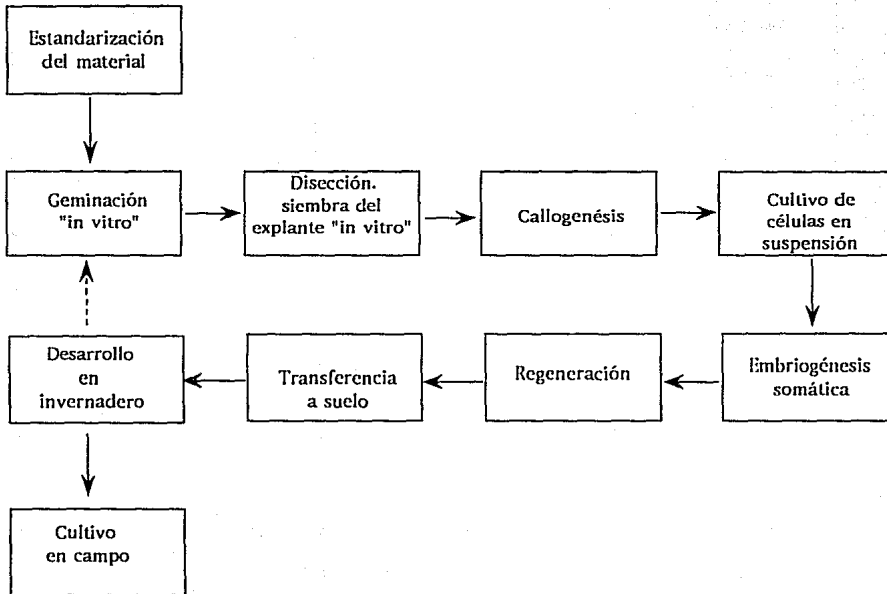 Estandarización
del material
Geminación
"in vitro"
Disección.
siembra del
explante "in vitro"
Callogenésis
Cultivo de
células en
suspensión
Desarrollo
en
invernadero
Transferencia
a suelo
Regeneración
Embriogénesis
somática
Cultivo
en campo